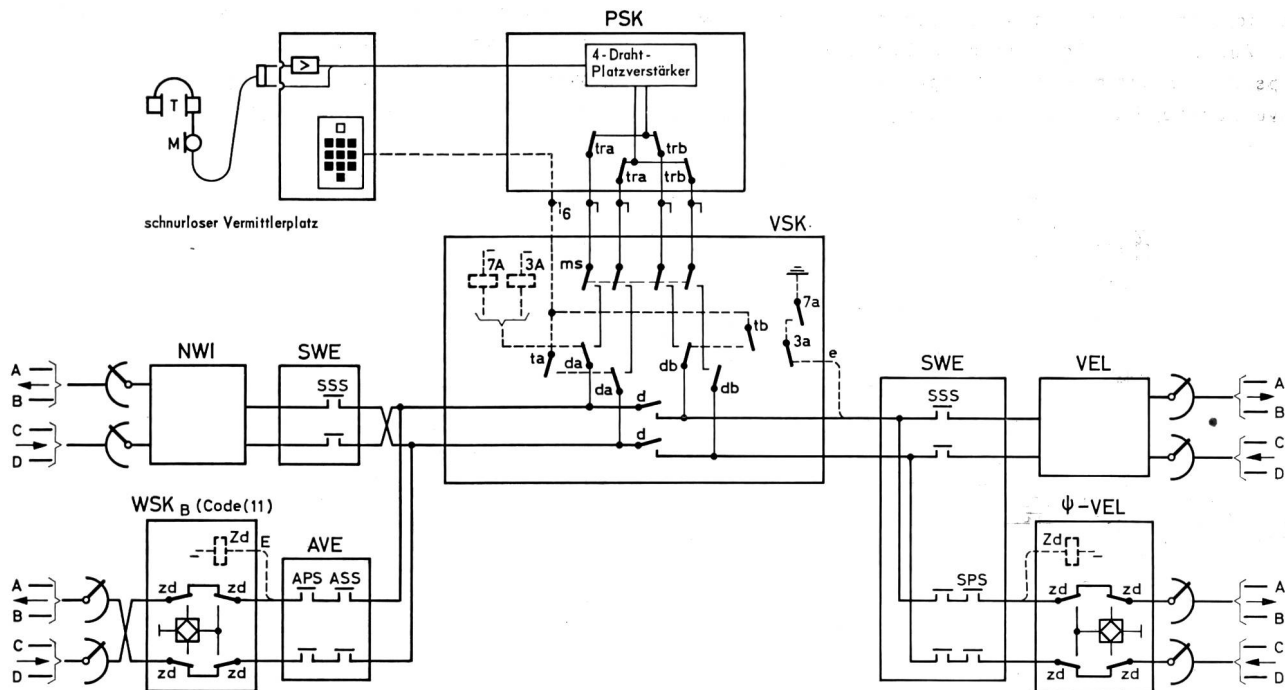 PSK
4-Draht-
Platzverstärker
>
T
M
tra
trb
tra
trb
schnurloser Vermittlerplatz
6
VSK
7A
3A
ms
7a
tb
3a
e
ta
da
db
da
db
d
d
NWI
SWE
SSS
A
B
C
D
SWE
SSS
VEL
A
B
C
D
WSK B (Code(11)
Zd
E
AVE
APS
ASS
zd
zd
zd
zd
A
B
C
D
SPS
Zd
ψ-VEL
zd
zd
zd
zd
A
B
C
D